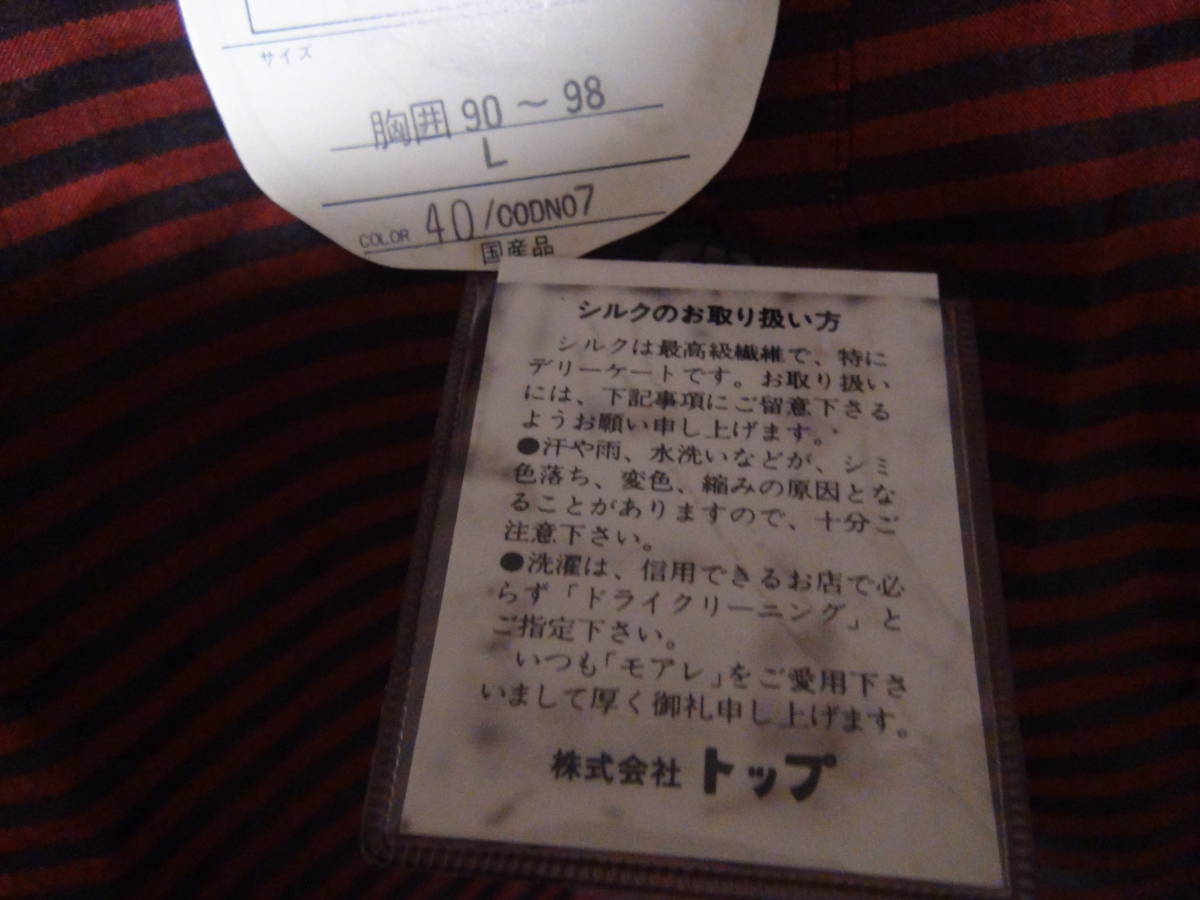 サイズ
胸囲 90 ～ 98
L
COLOR 40/CODNO7
国産品
シルクのお取り扱い方
シルクは最高級繊維で、特に
デリーケートです。お取り扱い
には、下記事項にご留意下さる
ようお願い申し上げます。
●汗や雨、水洗いなどが、シミ
色落ち、変色、縮みの原因とな
ることがありますので、十分ご
注意下さい。
●洗濯は、信用できるお店で必
らず「ドライクリーニング」と
ご指定下さい。
いつも「モアレ」をご愛用下さ
いまして厚く御礼申し上げます。
株式会社 トップ